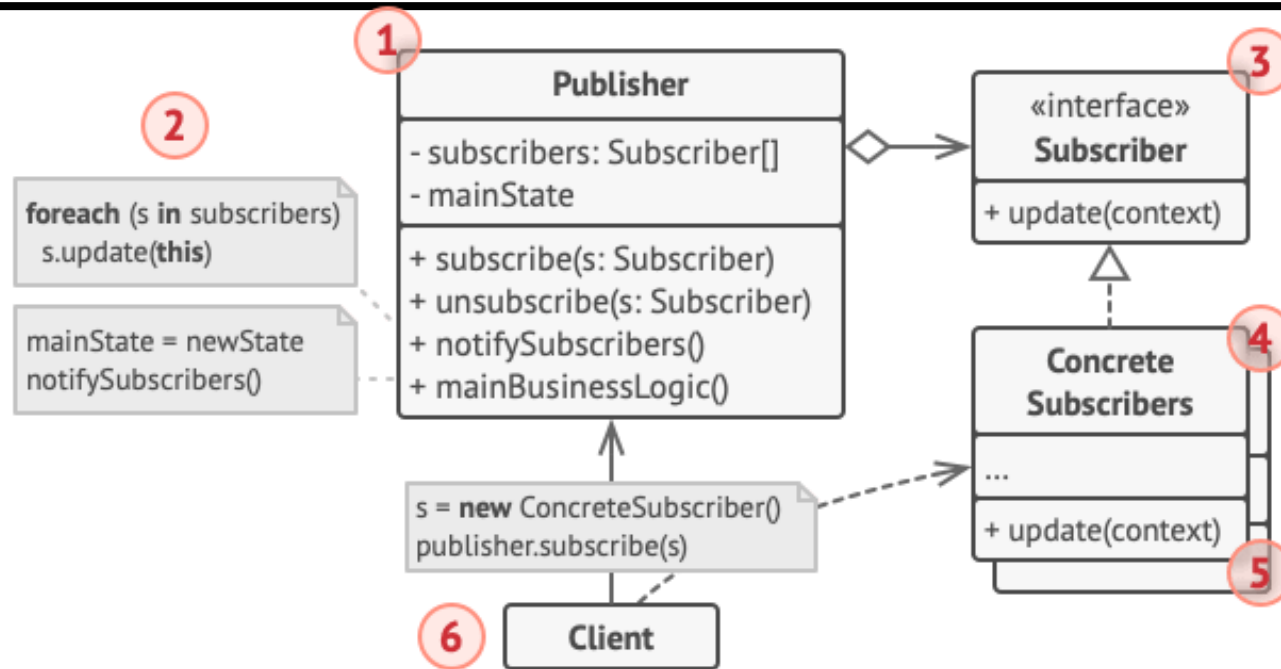 1
Publisher
- subscribers: Subscriber[]
- mainState
+ subscribe(s: Subscriber)
+ unsubscribe(s: Subscriber)
+ notifySubscribers()
+ mainBusinessLogic()
2
foreach (s in subscribers)
s.update(this)
mainState = newState
notifySubscribers()
3
«interface»
Subscriber
+ update(context)
4
Concrete
Subscribers
...
+ update(context)
5
s = new ConcreteSubscriber()
publisher.subscribe(s)
6
Client